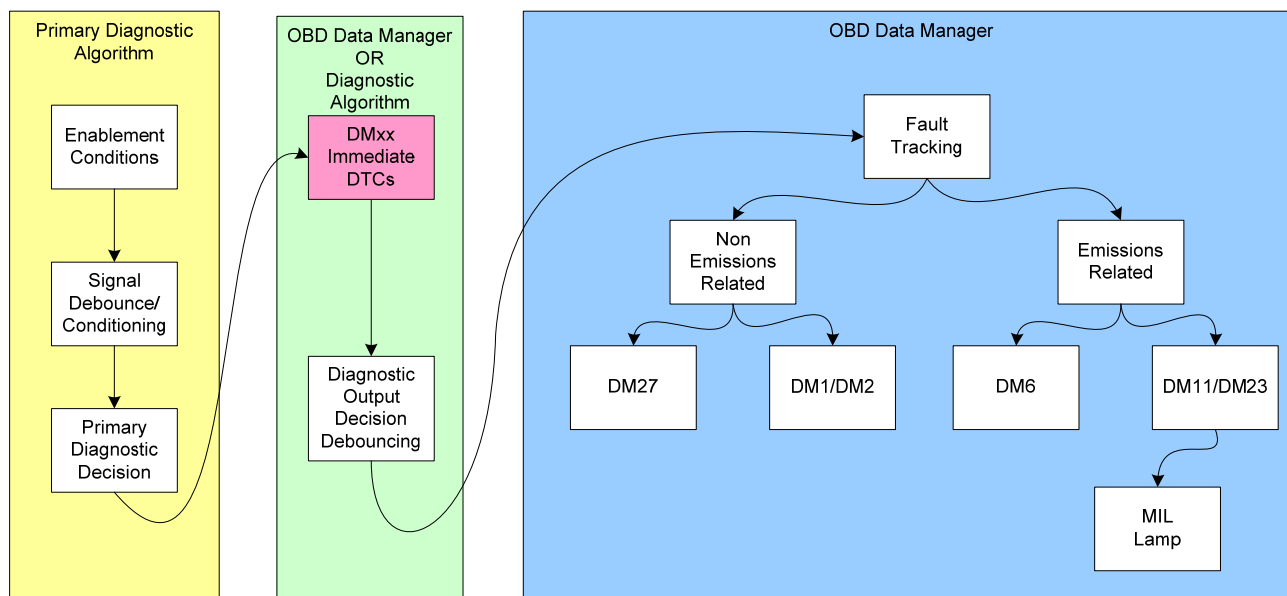 Primary Diagnostic
Algorithm
Enablement
Conditions
Signal
Debounce/
Conditioning
Primary
Diagnostic
Decision
OBD Data Manager
OR
Diagnostic
Algorithm
DMxx
Immediate
DTCs
Diagnostic
Output
Decision
Debouncing
OBD Data Manager
Fault
Tracking
Non
Emissions
Related
Emissions
Related
DM27
DM1/DM2
DM6
DM11/DM23
MIL
Lamp